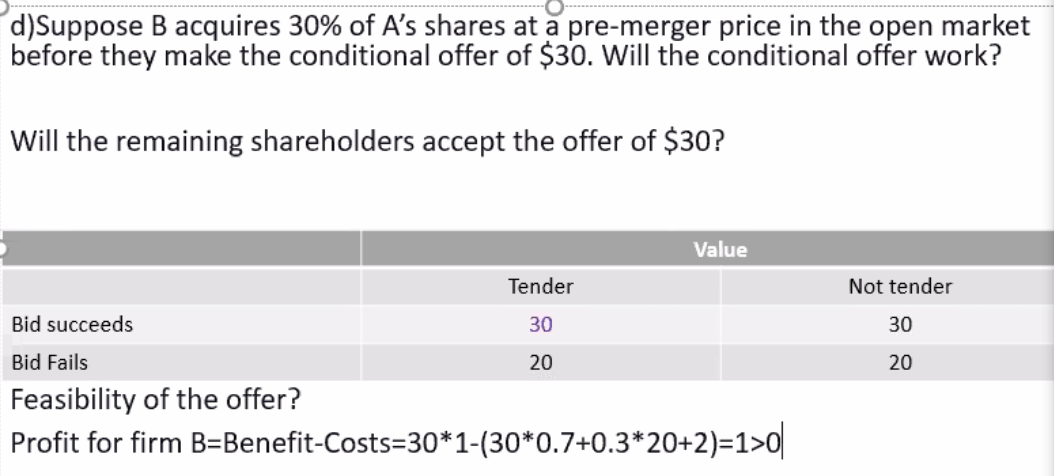 d)Suppose B acquires 30% of A's shares at a pre-merger price in the open market
before they make the conditional offer of $30. Will the conditional offer work?
Will the remaining shareholders accept the offer of $30?
Value
Tender Not tender
Bid succeeds 30 30
Bid Fails 20 20
Feasibility of the offer?
Profit for firm B=Benefit-Costs=30*1-(30*0.7+0.3*20+2)=1>0